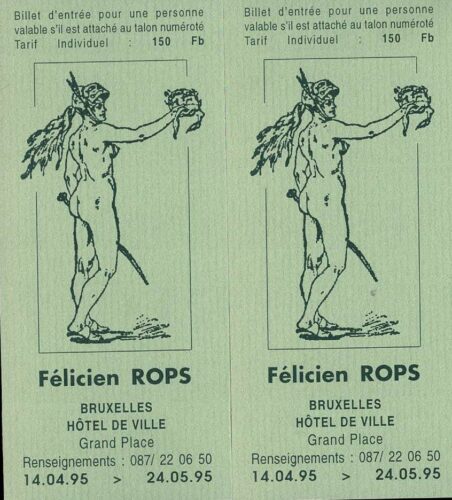 Billet d'entrée pour une personne
valable s'il est attaché au talon numéroté
Tarif Individuel : 150 Fb
Félicien ROPS
BRUXELLES
HÔTEL DE VILLE
Grand Place
Renseignements : 087/ 22 06 50
14.04.95 > 24.05.95
Billet d'entrée pour une personne
valable s'il est attaché au talon numéroté
Tarif Individuel : 150 Fb
Félicien ROPS
BRUXELLES
HÔTEL DE VILLE
Grand Place
Renseignements : 087/ 22 06 50
14.04.95 > 24.05.95